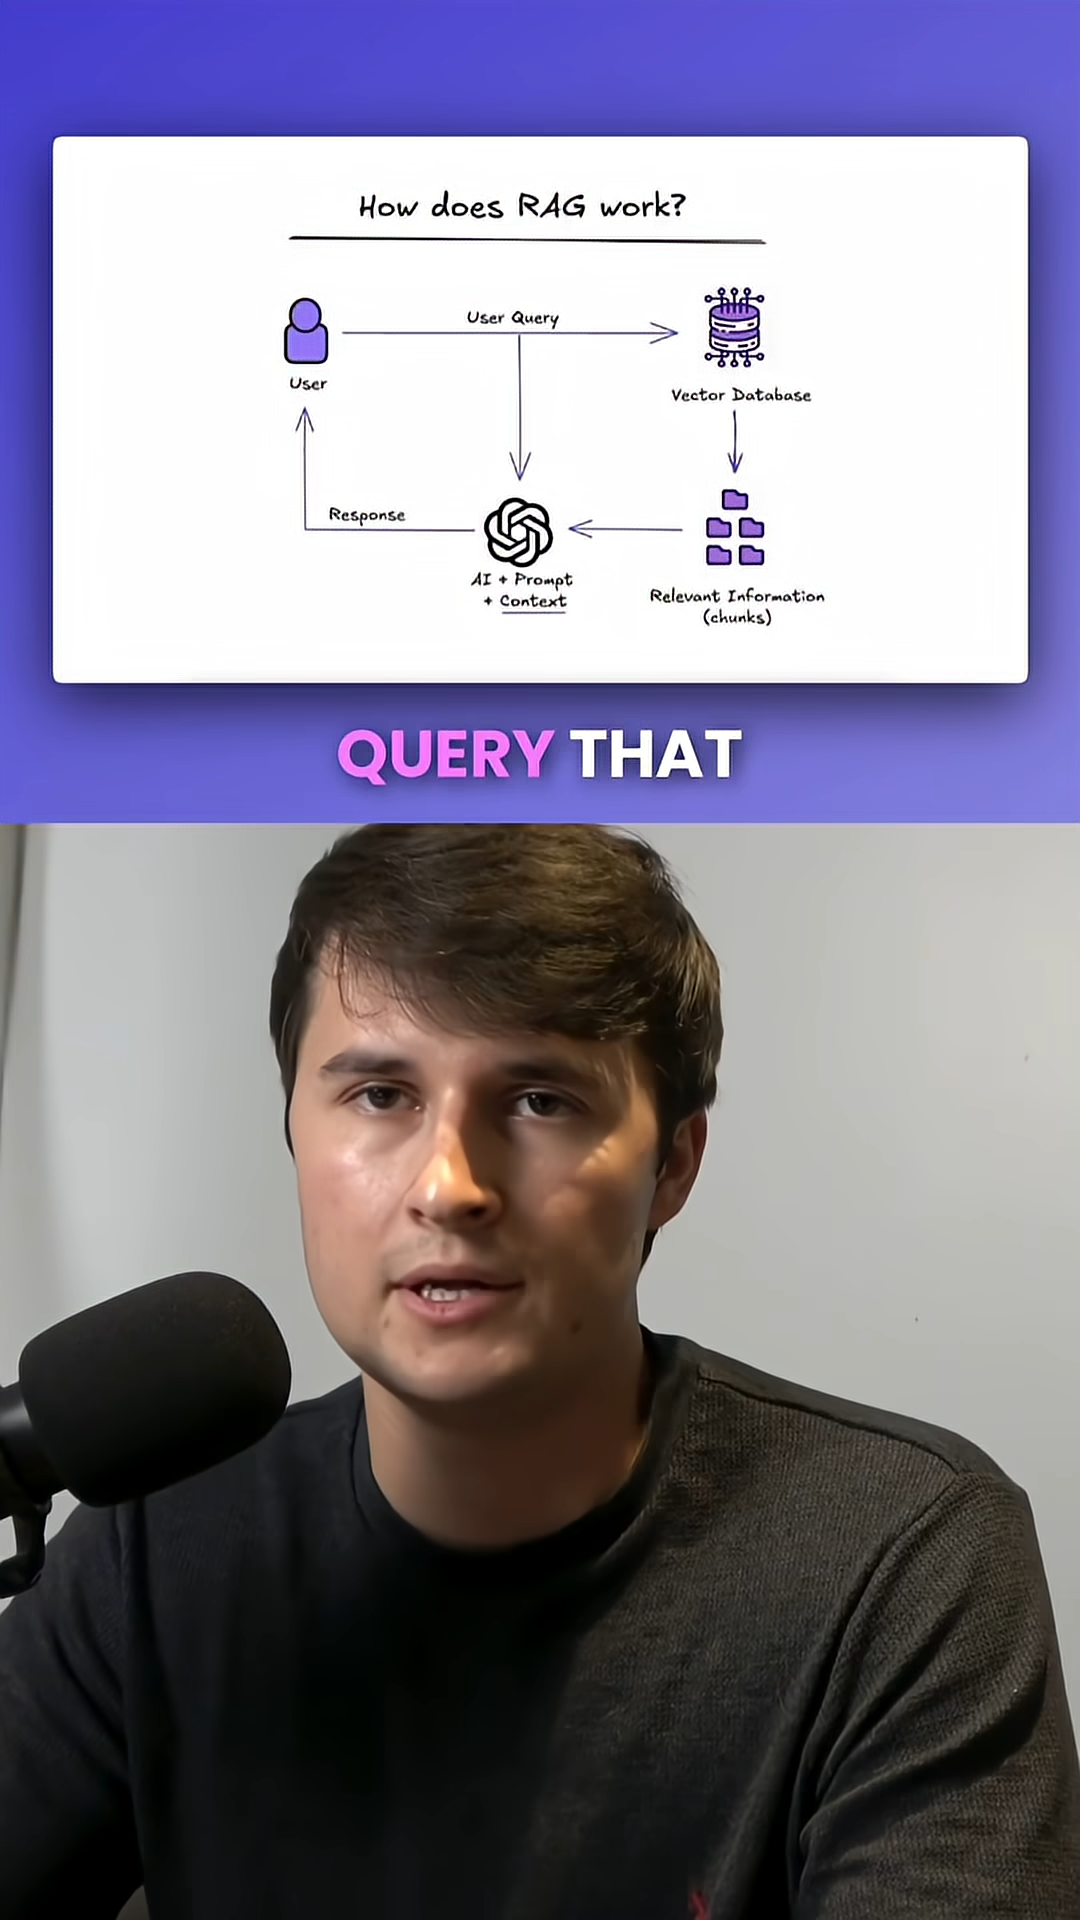 How does RAG work?
User Query
User
Vector Database
Response
AI + Prompt
+ Context
Relevant Information
(chunks)
QUERY THAT